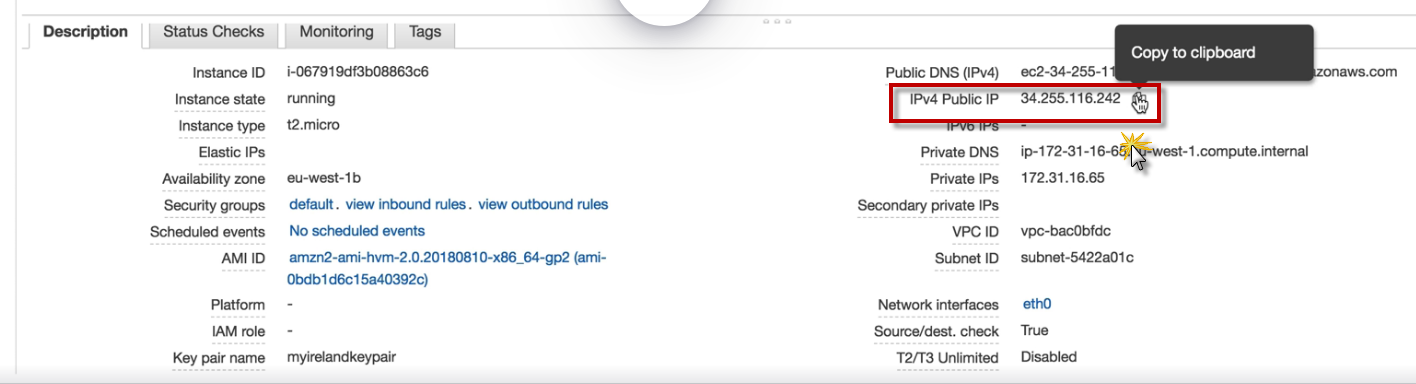 Description Status Checks Monitoring Tags
Copy to clipboard
Instance ID i-067919df3b08863c6
Instance state running
Instance type t2.micro
Elastic IPs
Availability zone eu-west-1b
Security groups default. view inbound rules. view outbound rules
Scheduled events No scheduled events
AMI ID amzn2-ami-hvm-2.0.20180810-x86_64-gp2 (ami-
0bdb1d6c15a40392c)
Platform -
IAM role -
Key pair name myirelandkeypair
Public DNS (IPv4) ec2-34-255-11 zonaws.com
IPv4 Public IP 34.255.116.242
IPv6 IPs -
Private DNS ip-172-31-16-65 u-west-1.compute.internal
Private IPs 172.31.16.65
Secondary private IPs
VPC ID vpc-bac0bfdc
Subnet ID subnet-5422a01c
Network interfaces eth0
Source/dest. check True
T2/T3 Unlimited Disabled